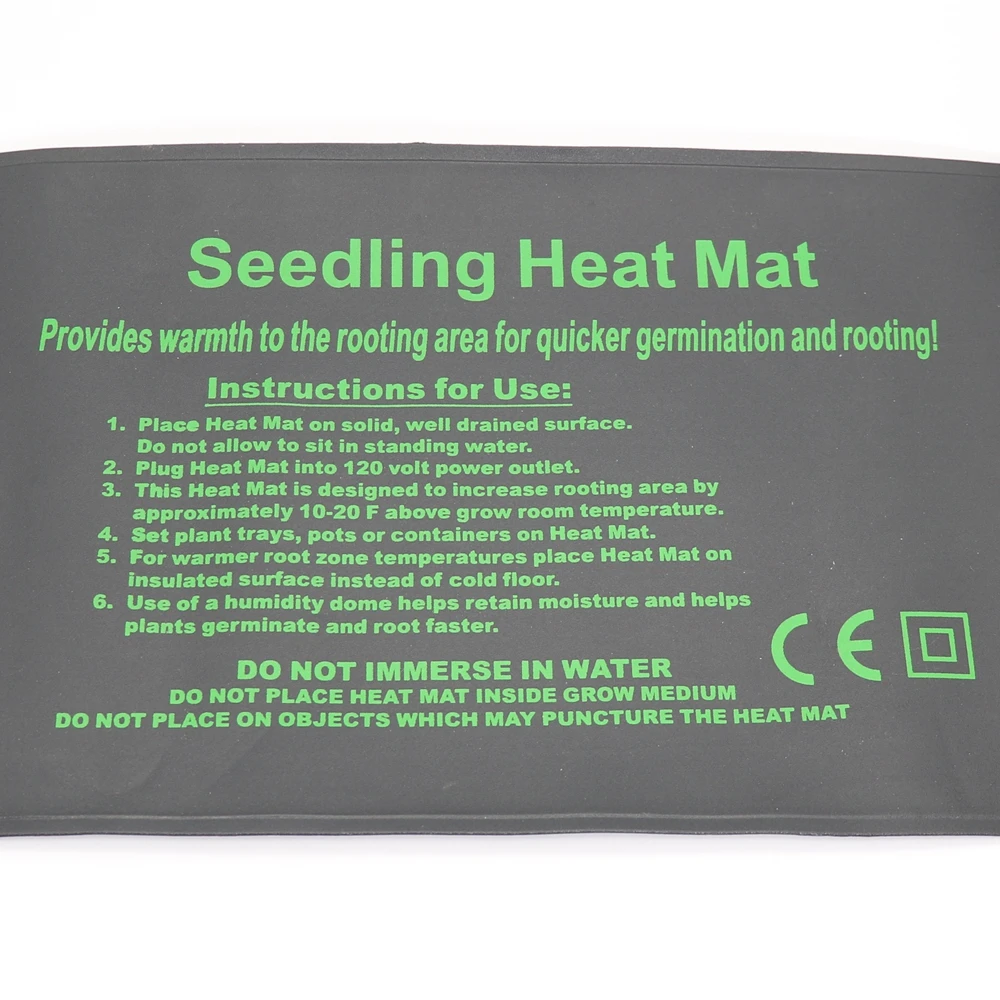 Seedling Heat Mat
Provides warmth to the rooting area for quicker germination and rooting!
Instructions for Use:
1. Place Heat Mat on solid, well drained surface.
Do not allow to sit in standing water.
2. Plug Heat Mat into 120 volt power outlet.
3. This Heat Mat is designed to increase rooting area by
approximately 10-20 F above grow room temperature.
4. Set plant trays, pots or containers on Heat Mat.
5. For warmer root zone temperatures place Heat Mat on
insulated surface instead of cold floor.
6. Use of a humidity dome helps retain moisture and helps
plants germinate and root faster.
CE
DO NOT IMMERSE IN WATER
DO NOT PLACE HEAT MAT INSIDE GROW MEDIUM
DO NOT PLACE ON OBJECTS WHICH MAY PUNCTURE THE HEAT MAT